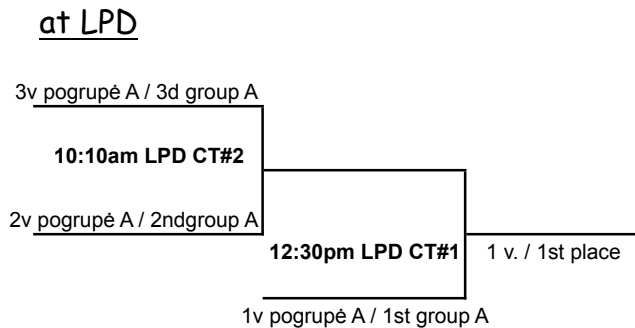 at LPD
3v pogrupė A / 3d group A
10:10am LPD CT#2
2v pogrupė A / 2ndgroup A
12:30pm LPD CT#1
1 v. / 1st place
1v pogrupė A / 1st group A